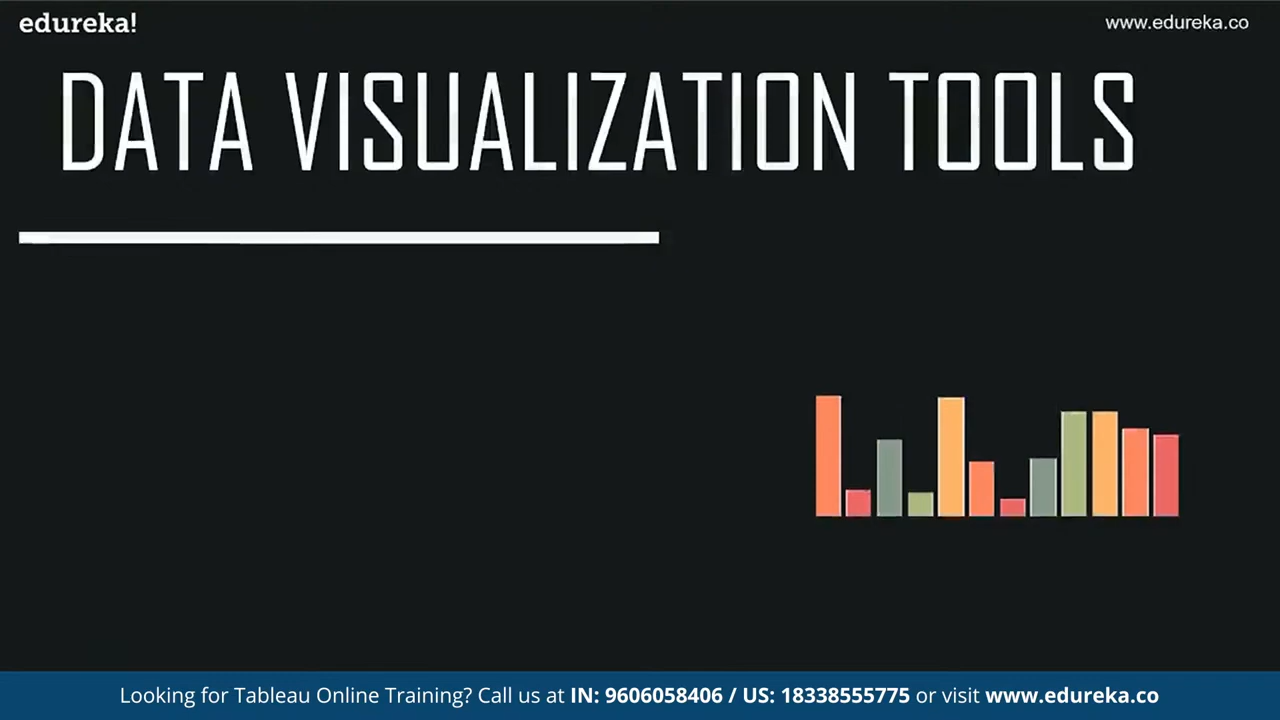 edureka!
www.edureka.co
DATA VISUALIZATION TOOLS
Looking for Tableau Online Training? Call us at IN: 9606058406 / US: 18338555775 or visit www.edureka.co